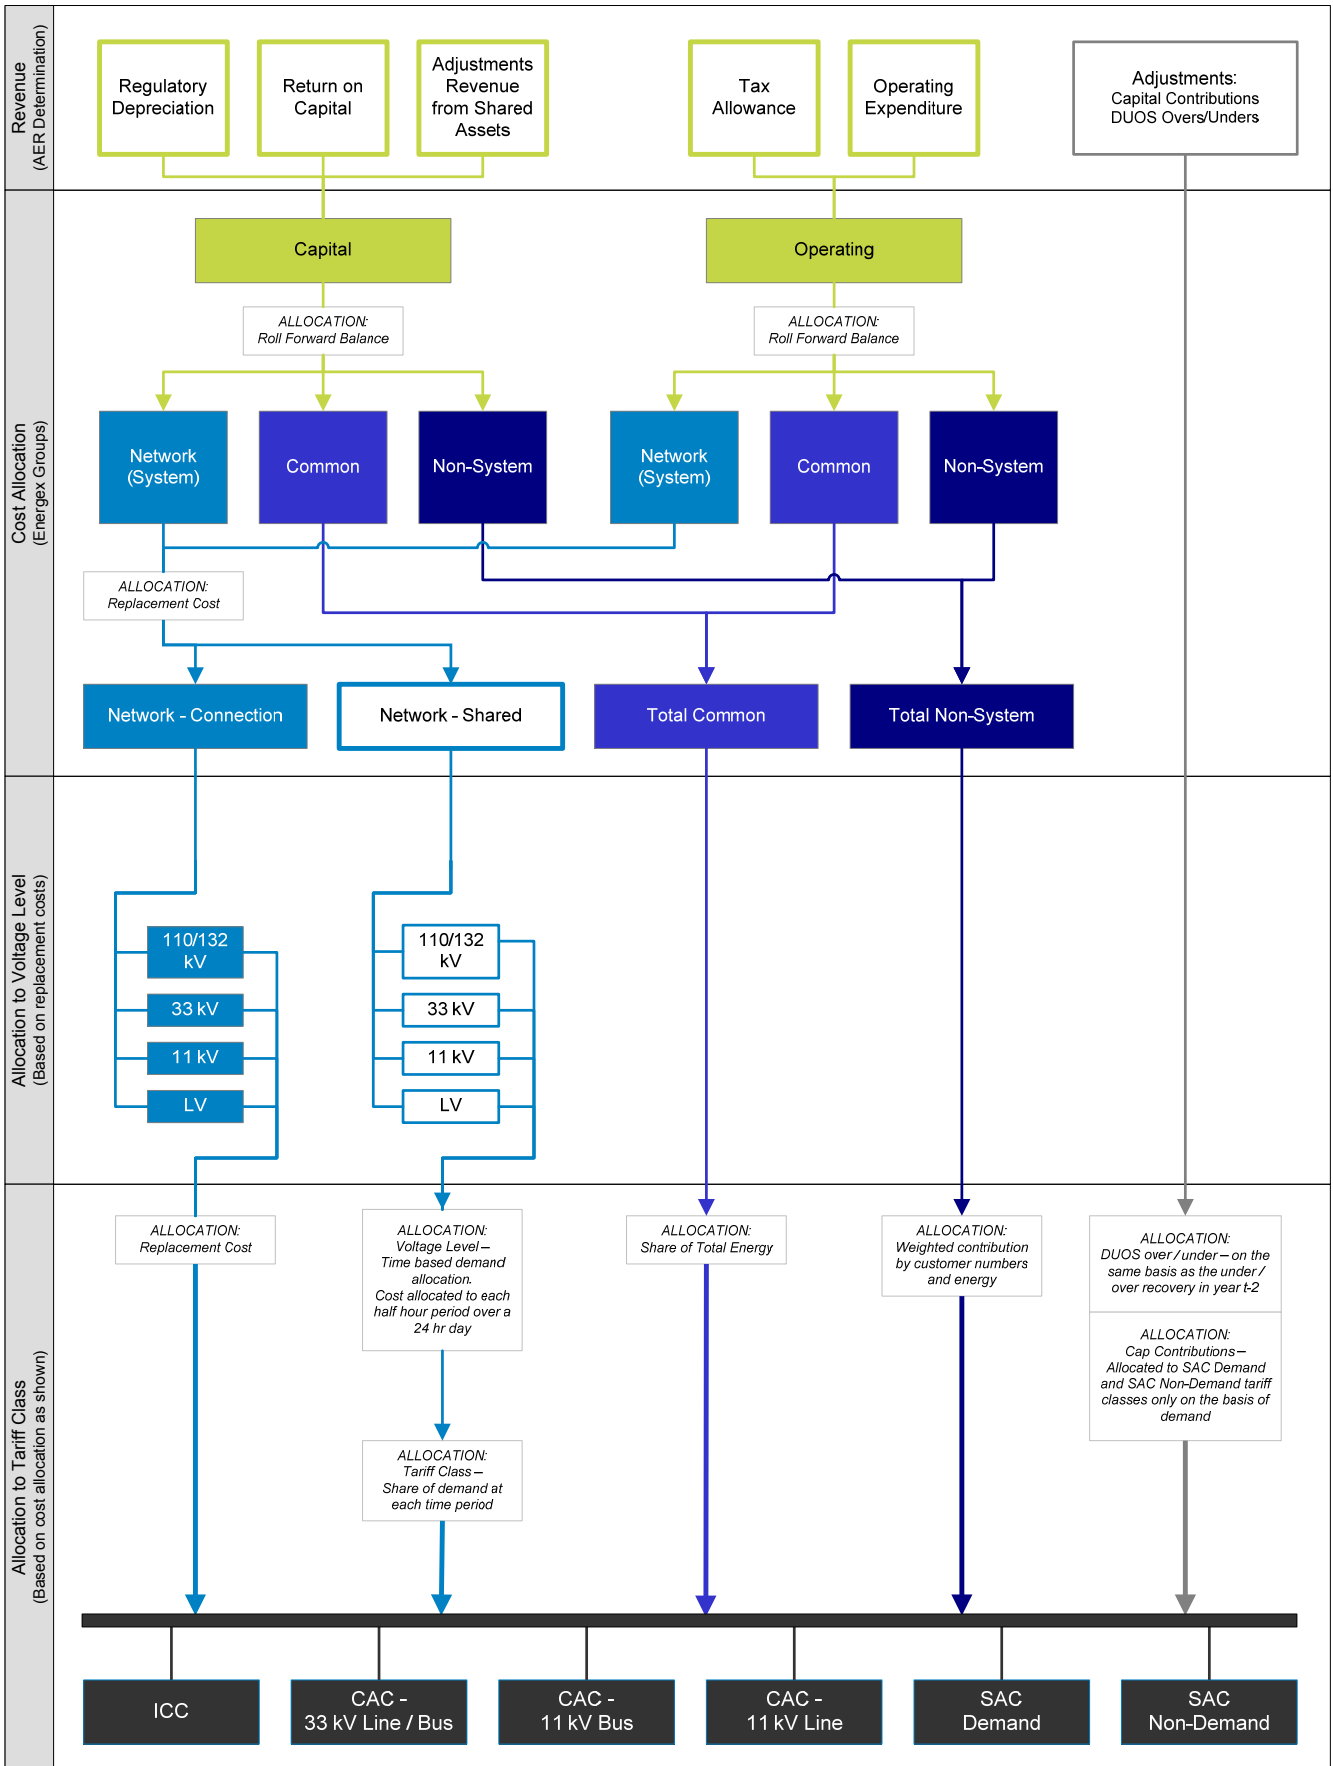 Revenue
(AER Determination)
Regulatory
Depreciation
Return on
Capital
Adjustments
Revenue
from Shared
Assets
Tax
Allowance
Operating
Expenditure
Adjustments:
Capital Contributions
DUOS Overs/Unders
Cost Allocation
(Energex Groups)
Capital
Operating
ALLOCATION:
Roll Forward Balance
ALLOCATION:
Roll Forward Balance
Network
(System)
Common
Non-System
Network
(System)
Common
Non-System
ALLOCATION:
Replacement Cost
Network - Connection
Network - Shared
Total Common
Total Non-System
Allocation to Voltage Level
(Based on replacement costs)
110/132
kV
33 kV
11 kV
LV
110/132
kV
33 kV
11 kV
LV
Allocation to Tariff Class
(Based on cost allocation as shown)
ALLOCATION:
Replacement Cost
ALLOCATION:
Voltage Level –
Time based demand
allocation.
Cost allocated to each
half hour period over a
24 hr day
ALLOCATION:
Tariff Class –
Share of demand at
each time period
ALLOCATION:
Share of Total Energy
ALLOCATION:
Weighted contribution
by customer numbers
and energy
ALLOCATION:
DUOS over / under – on the
same basis as the under /
over recovery in year t-2
ALLOCATION:
Cap Contributions –
Allocated to SAC Demand
and SAC Non-Demand tariff
classes only on the basis of
demand
ICC
CAC -
33 kV Line / Bus
CAC -
11 kV Bus
CAC -
11 kV Line
SAC
Demand
SAC
Non-Demand